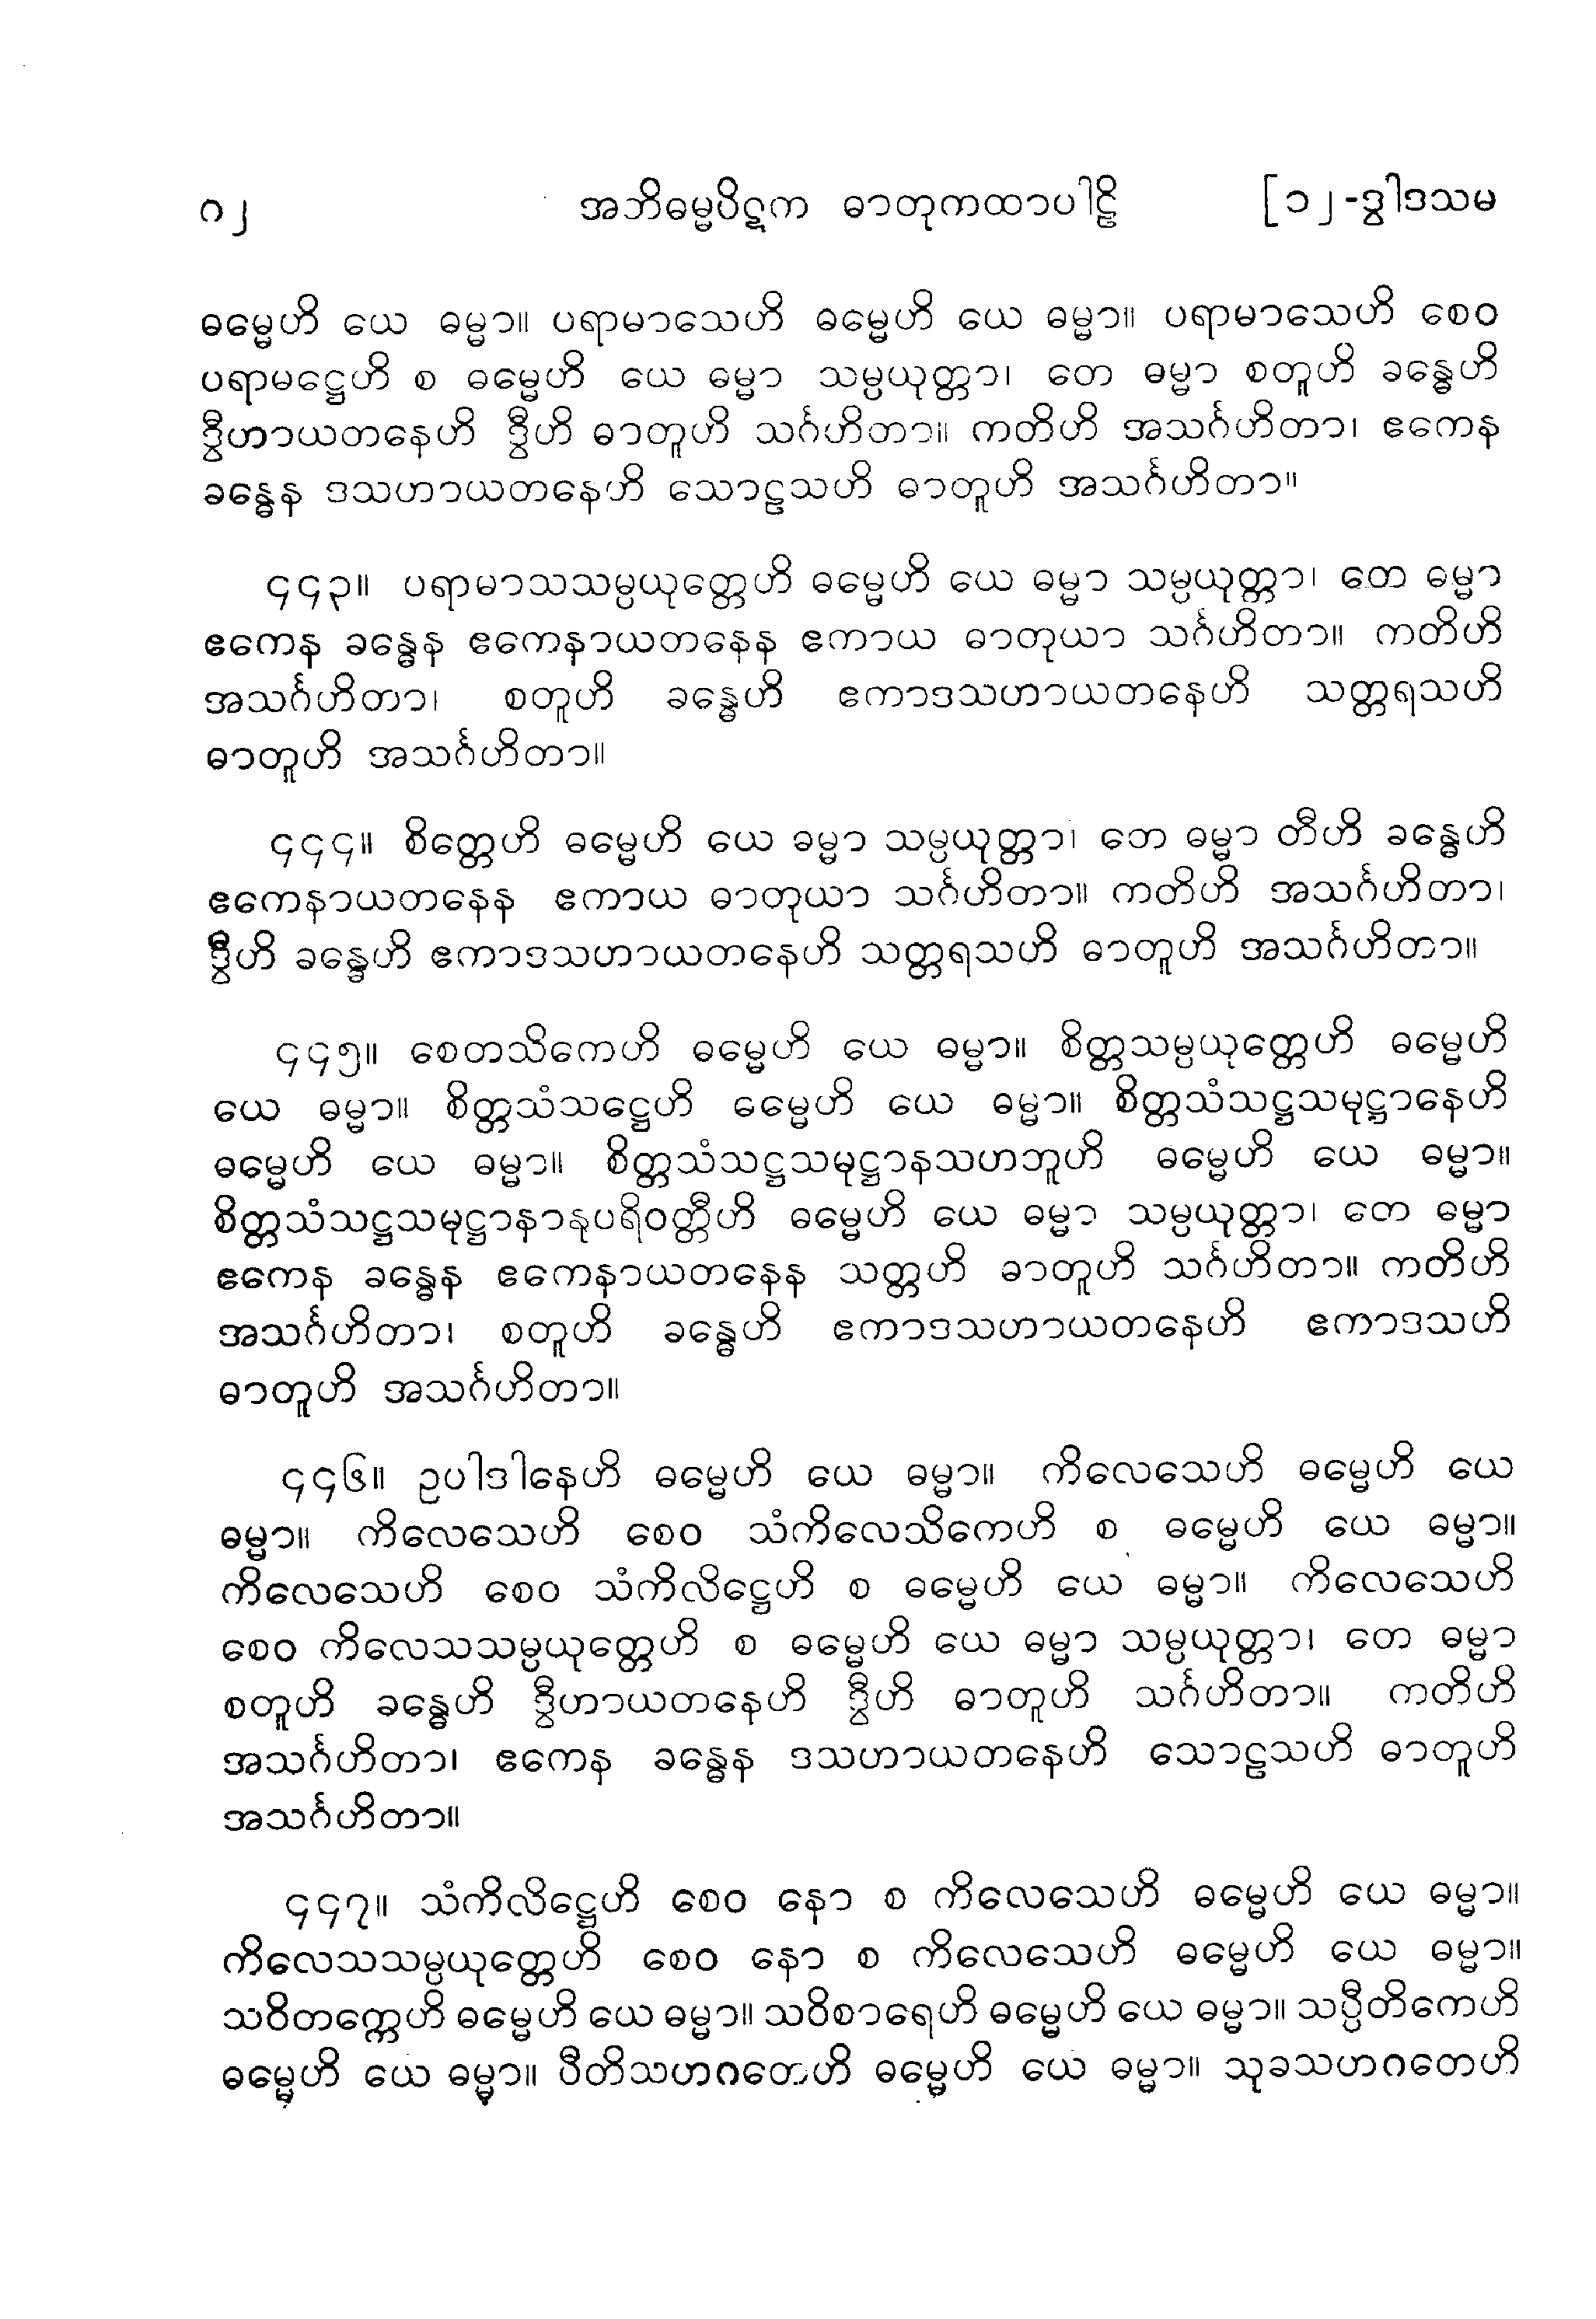 ၈၂ အဘိဓမ္မပိဋက ဓာတုကထာပါဠိ [၁၂-ဒွါဒသမ
ဓမ္မေဟိ ယေ ဓမ္မာ။ ပရာမာသေဟိ ဓမ္မေဟိ ယေ ဓမ္မာ။ ပရာမာသေဟိ စေဝ
ပရာမဋ္ဌေဟိ စ ဓမ္မေဟိ ယေ ဓမ္မာ သမ္ပယုတ္တာ၊ တေ ဓမ္မာ စတူဟိ ခန္ဓေဟိ
ဒွီဟာယတနေဟိ ဒွီဟိ ဓာတူဟိ သင်္ဂဟိတာ။ ကတိဟိ အသင်္ဂဟိတာ၊ ဧကေန
ခန္ဓေန ဒသဟာယတနေဟိ သောဠသဟိ ဓာတူဟိ အသင်္ဂဟိတာ။
၄၄၃။ ပရာမာသသမ္ပယုတ္တေဟိ ဓမ္မေဟိ ယေ ဓမ္မာ သမ္ပယုတ္တာ၊ တေ ဓမ္မာ
ဧကေန ခန္ဓေန ဧကေနာယတနေန ဧကာယ ဓာတုယာ သင်္ဂဟိတာ။ ကတိဟိ
အသင်္ဂဟိတာ၊ စတူဟိ ခန္ဓေဟိ ဧကာဒသဟာယတနေဟိ သတ္တရသဟိ
ဓာတူဟိ အသင်္ဂဟိတာ။
၄၄၄။ စိတ္တေဟိ ဓမ္မေဟိ ယေ ဓမ္မာ သမ္ပယုတ္တာ၊ တေ ဓမ္မာ တီဟိ ခန္ဓေဟိ
ဧကေနာယတနေန ဧကာယ ဓာတုယာ သင်္ဂဟိတာ။ ကတိဟိ အသင်္ဂဟိတာ၊
ဒွီဟိ ခန္ဓေဟိ ဧကာဒသဟာယတနေဟိ သတ္တရသဟိ ဓာတူဟိ အသင်္ဂဟိတာ။
၄၄၅။ စေတသိကေဟိ ဓမ္မေဟိ ယေ ဓမ္မာ။ စိတ္တသမ္ပယုတ္တေဟိ ဓမ္မေဟိ
ယေ ဓမ္မာ။ စိတ္တသံသဋ္ဌေဟိ ဓမ္မေဟိ ယေ ဓမ္မာ။ စိတ္တသံသဋ္ဌသမုဋ္ဌာနေဟိ
ဓမ္မေဟိ ယေ ဓမ္မာ။ စိတ္တသံသဋ္ဌသမုဋ္ဌာနသဟဘူဟိ ဓမ္မေဟိ ယေ ဓမ္မာ။
စိတ္တသံသဋ္ဌသမုဋ္ဌာနာနုပရိဝတ္တီဟိ ဓမ္မေဟိ ယေ ဓမ္မာ သမ္ပယုတ္တာ၊ တေ ဓမ္မာ
ဧကေန ခန္ဓေန ဧကေနာယတနေန သတ္တဟိ ဓာတူဟိ သင်္ဂဟိတာ။ ကတိဟိ
အသင်္ဂဟိတာ၊ စတူဟိ ခန္ဓေဟိ ဧကာဒသဟာယတနေဟိ ဧကာဒသဟိ
ဓာတူဟိ အသင်္ဂဟိတာ။
၄၄၆။ ဥပါဒါနေဟိ ဓမ္မေဟိ ယေ ဓမ္မာ။ ကိလေသေဟိ ဓမ္မေဟိ ယေ
ဓမ္မာ။ ကိလေသေဟိ စေဝ သံကိလေသိကေဟိ စ ဓမ္မေဟိ ယေ ဓမ္မာ။
ကိလေသေဟိ စေဝ သံကိလိဋ္ဌေဟိ စ ဓမ္မေဟိ ယေ ဓမ္မာ။ ကိလေသေဟိ
စေဝ ကိလေသသမ္ပယုတ္တေဟိ စ ဓမ္မေဟိ ယေ ဓမ္မာ သမ္ပယုတ္တာ၊ တေ ဓမ္မာ
စတူဟိ ခန္ဓေဟိ ဒွီဟာယတနေဟိ ဒွီဟိ ဓာတူဟိ သင်္ဂဟိတာ။ ကတိဟိ
အသင်္ဂဟိတာ၊ ဧကေန ခန္ဓေန ဒသဟာယတနေဟိ သောဠသဟိ ဓာတူဟိ
အသင်္ဂဟိတာ။
၄၄၇။ သံကိလိဋ္ဌေဟိ စေဝ နော စ ကိလေသေဟိ ဓမ္မေဟိ ယေ ဓမ္မာ။
ကိလေသသမ္ပယုတ္တေဟိ စေဝ နော စ ကိလေသေဟိ ဓမ္မေဟိ ယေ ဓမ္မာ။
သဝိတက္ကေဟိ ဓမ္မေဟိ ယေ ဓမ္မာ။ သဝိစာရေဟိ ဓမ္မေဟိ ယေ ဓမ္မာ။ သပ္ပီတိကေဟိ
ဓမ္မေဟိ ယေ ဓမ္မာ။ ပီတိသဟဂတေဟိ ဓမ္မေဟိ ယေ ဓမ္မာ။ သုခသဟဂတေဟိ